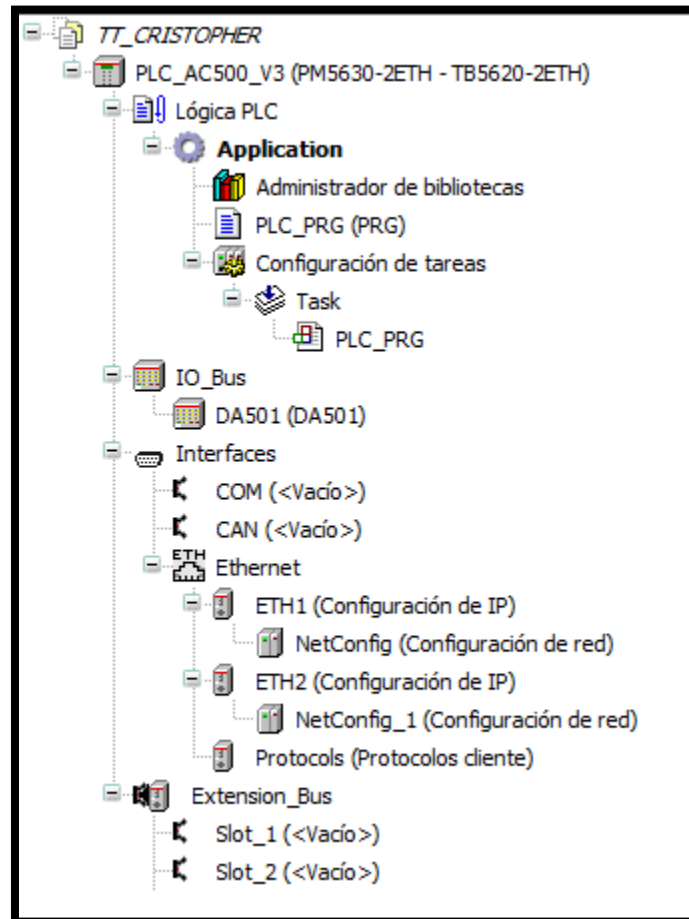 TT_CRISTOPHER
PLC_AC500_V3 (PM5630-2ETH - TB5620-2ETH)
Lógica PLC
Application
Administrador de bibliotecas
PLC_PRG (PRG)
Configuración de tareas
Task
PLC_PRG
IO_Bus
DA501 (DA501)
Interfaces
COM (<Vacío>)
CAN (<Vacío>)
ETH Ethernet
ETH1 (Configuración de IP)
NetConfig (Configuración de red)
ETH2 (Configuración de IP)
NetConfig_1 (Configuración de red)
Protocols (Protocolos cliente)
Extension_Bus
Slot_1 (<Vacío>)
Slot_2 (<Vacío>)